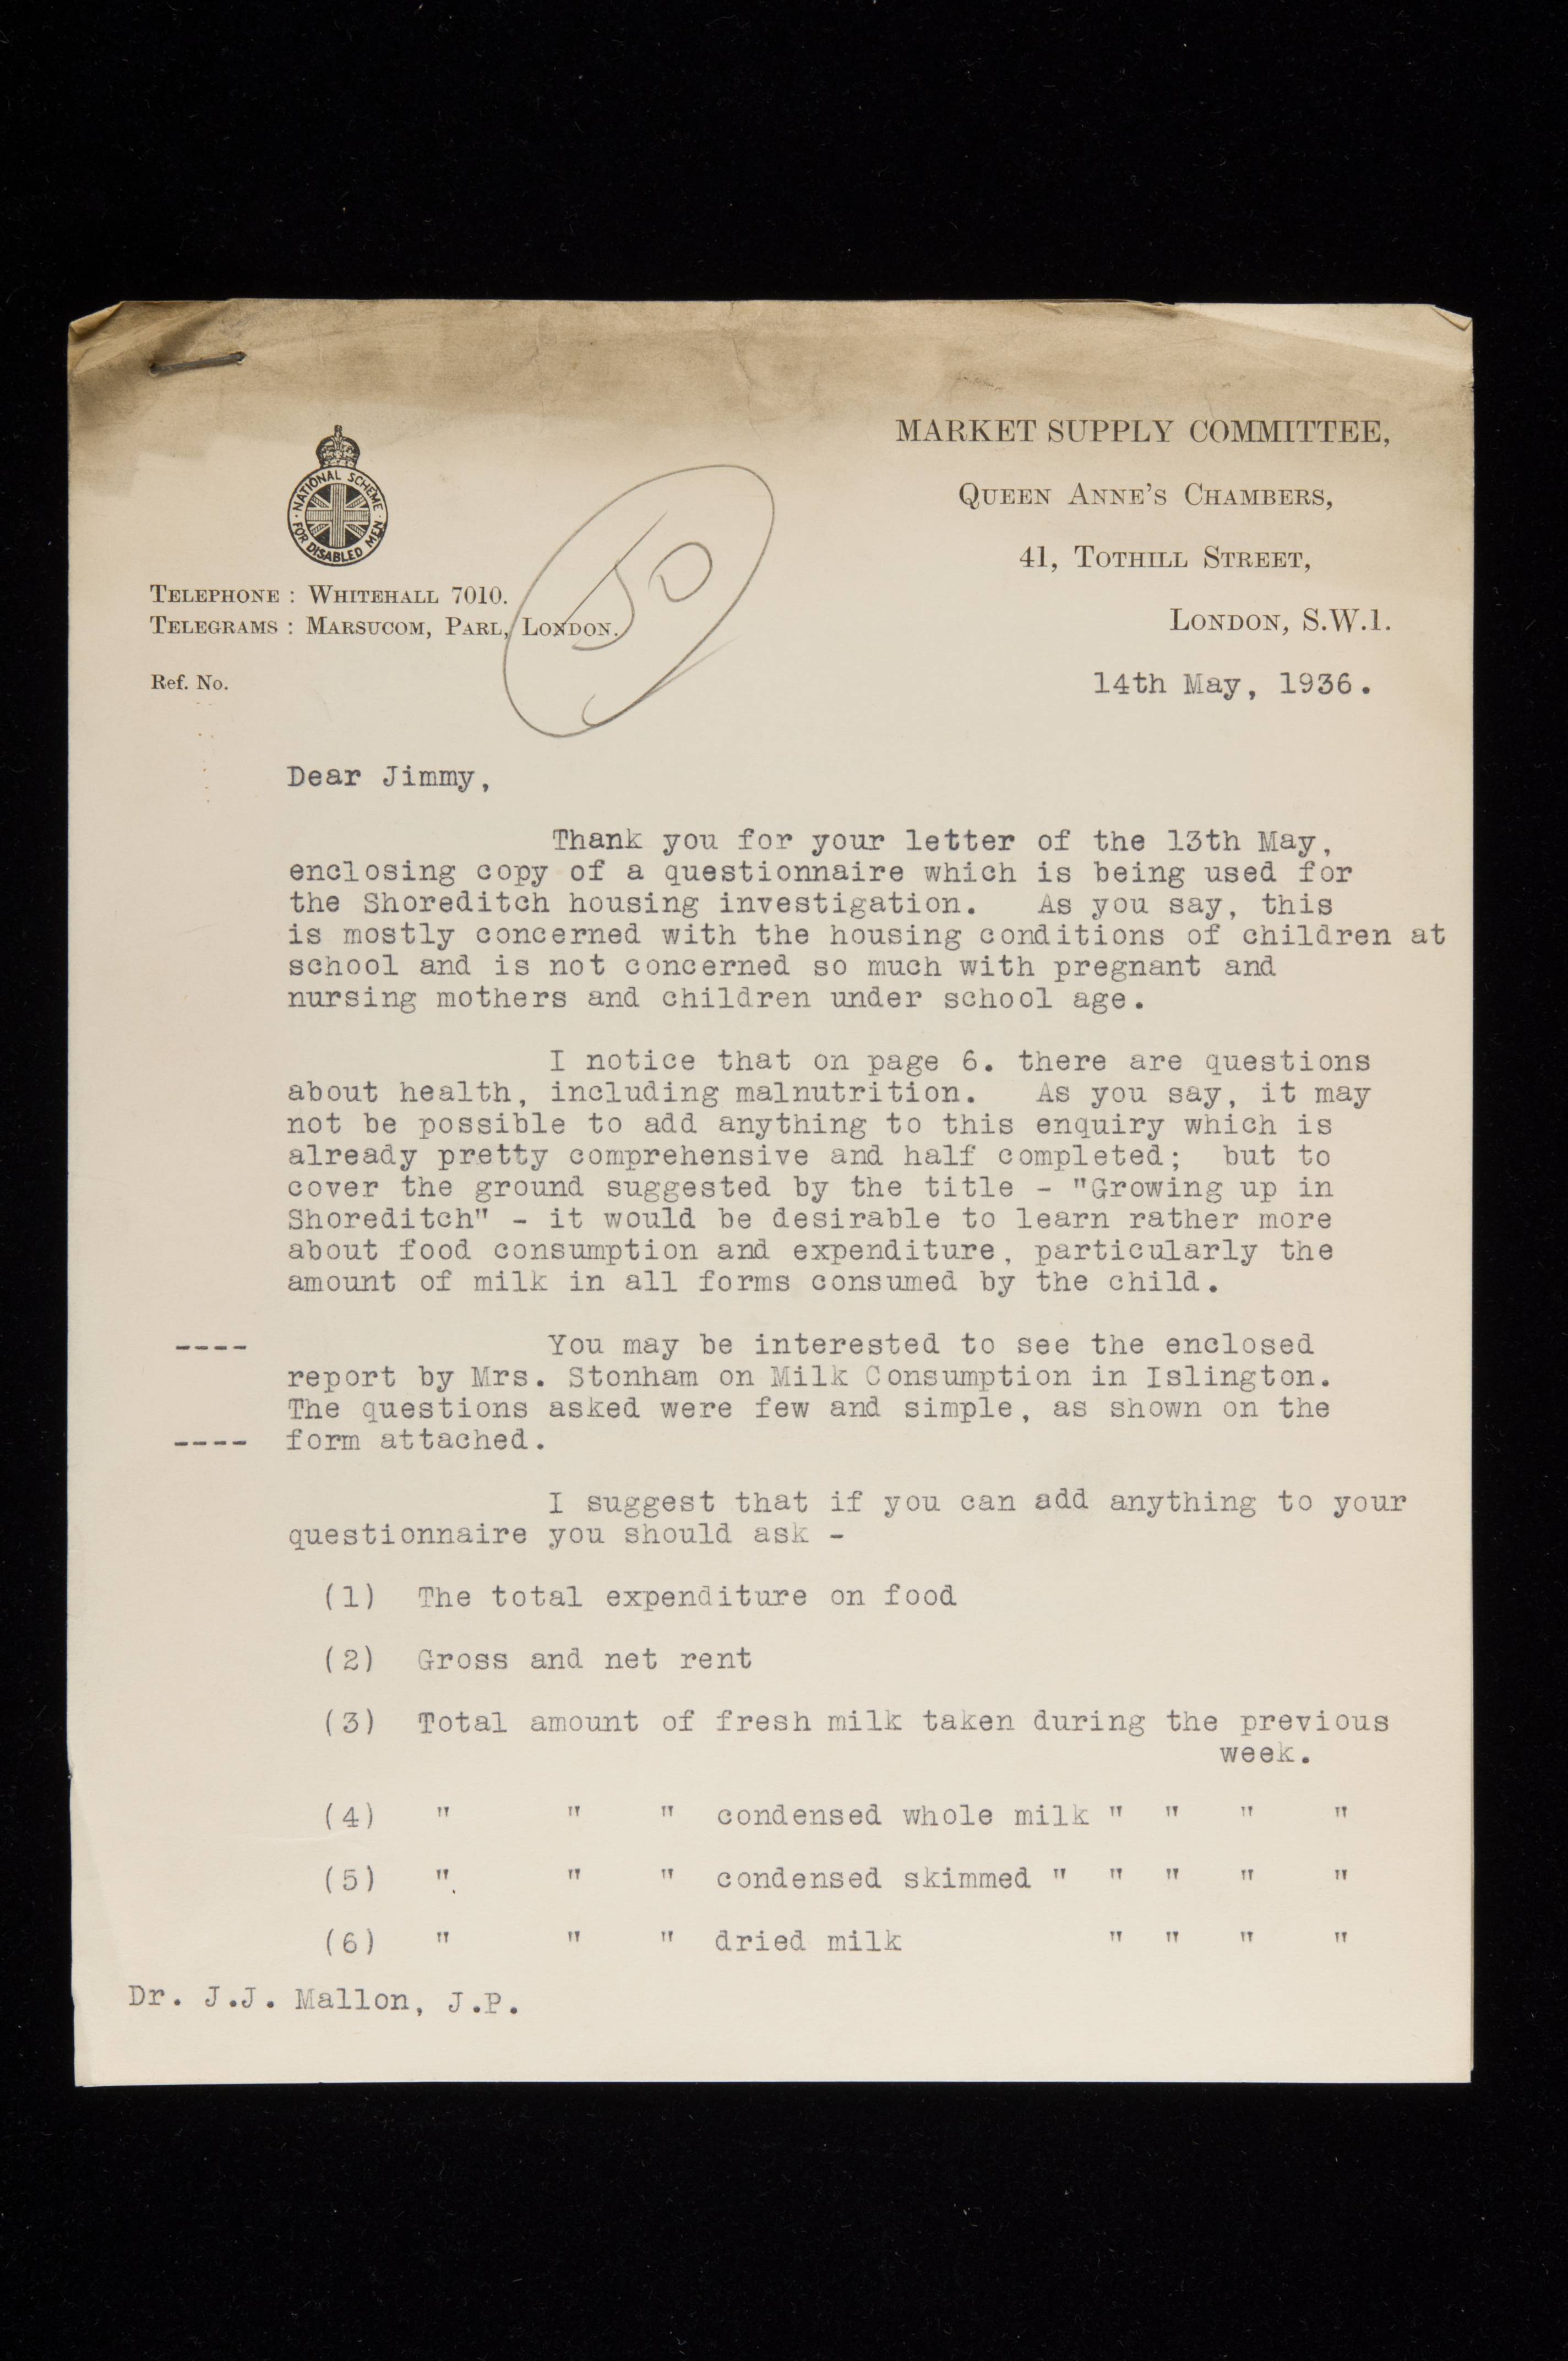 MARKET SUPPLY COMMITTEE,
QUEEN ANNE'S CHAMBERS,
41, TOTHILL STREET,
LONDON, S.W.1.
NATIONAL SCHEME FOR DISABLED MEN
TELEPHONE : WHITEHALL 7010.
TELEGRAMS : MARSUCOM, PARL, LONDON.
Ref. No.
14th May, 1936.
Dear Jimmy,
Thank you for your letter of the 13th May,
enclosing copy of a questionnaire which is being used for
the Shoreditch housing investigation. As you say, this
is mostly concerned with the housing conditions of children at
school and is not concerned so much with pregnant and
nursing mothers and children under school age.
I notice that on page 6. there are questions
about health, including malnutrition. As you say, it may
not be possible to add anything to this enquiry which is
already pretty comprehensive and half completed; but to
cover the ground suggested by the title - "Growing up in
Shoreditch" - it would be desirable to learn rather more
about food consumption and expenditure, particularly the
amount of milk in all forms consumed by the child.
---- You may be interested to see the enclosed
report by Mrs. Stonham on Milk Consumption in Islington.
The questions asked were few and simple, as shown on the
---- form attached.
I suggest that if you can add anything to your
questionnaire you should ask -
(1) The total expenditure on food
(2) Gross and net rent
(3) Total amount of fresh milk taken during the previous
week.
(4) " " " condensed whole milk " " " "
(5) " " " condensed skimmed " " " " "
(6) " " " dried milk " " " "
Dr. J.J. Mallon, J.P.